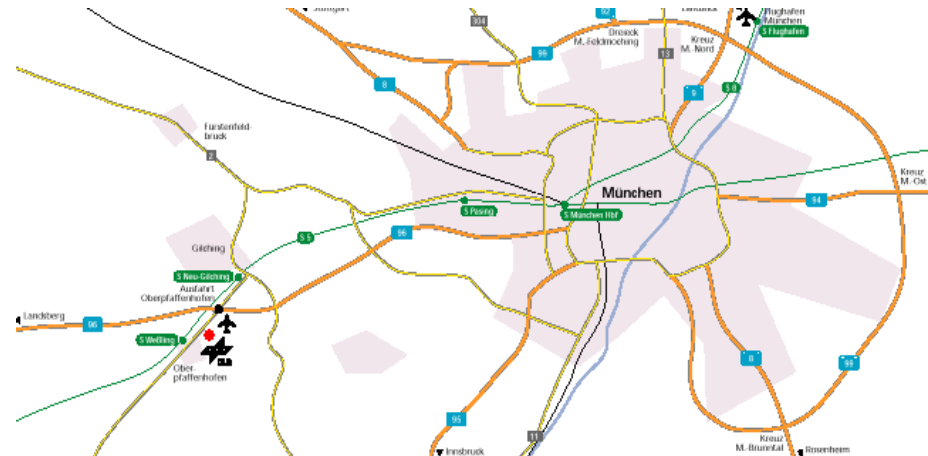 Stuttgart
304
92
Dreieck
M.-Feldmoching
Kreuz
M.-Nord
Landshut
Flughafen
München
S Flughafen
99
13
8
9
S 8
Fürstenfeld-
bruck
2
Kreuz
M.-Ost
München
94
S Pasing
S München Hbf
96
S 5
Gilching
S Neu-Gilching
Ausfahrt
Oberpfaffenhofen
Landsberg
96
S Weßling
DLR
Ober-
pfaffenhofen
8
99
95
11
Innsbruck
Kreuz
M.-Brunntal
Rosenheim